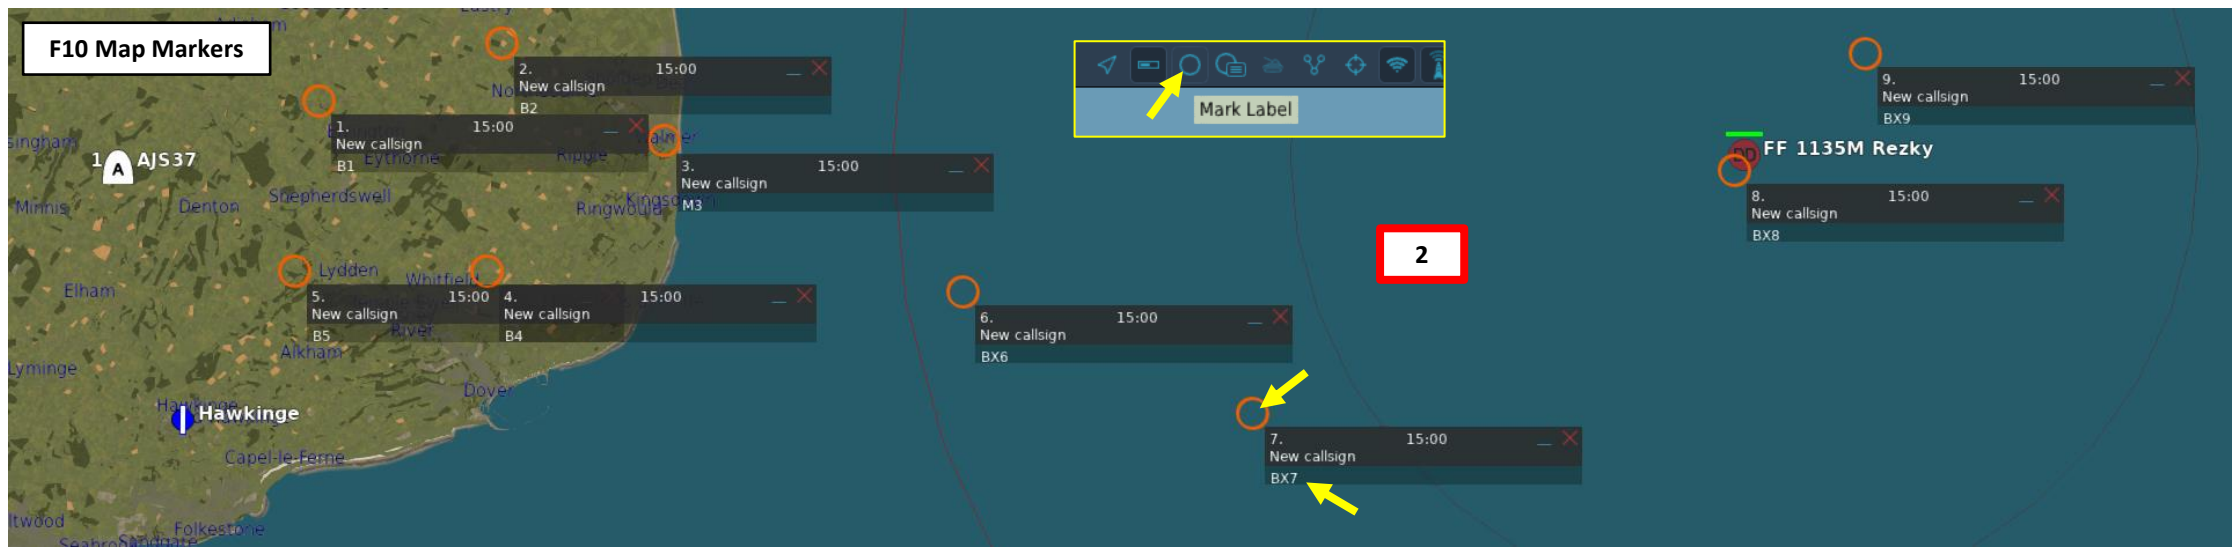 F10 Map Markers
2. 15:00
New callsign
B2
1. 15:00
New callsign
B1
Eythorne
Ripple
1 A AJS37
3. 15:00
New callsign
M3
Minnis
Denton
Shepherdswell
Ringwould
Mark Label
9. 15:00
New callsign
BX9
DD FF 1135M Rezky
8. 15:00
New callsign
BX8
2
Elham
Lydden
Whitfield
5. 15:00
New callsign
B5
4. 15:00
New callsign
B4
River
Alkham
6. 15:00
New callsign
BX6
Lyminge
Dover
Hawkinge
7. 15:00
New callsign
BX7
Capel-le-Ferne
ltwood
Folkestone
Sandgate